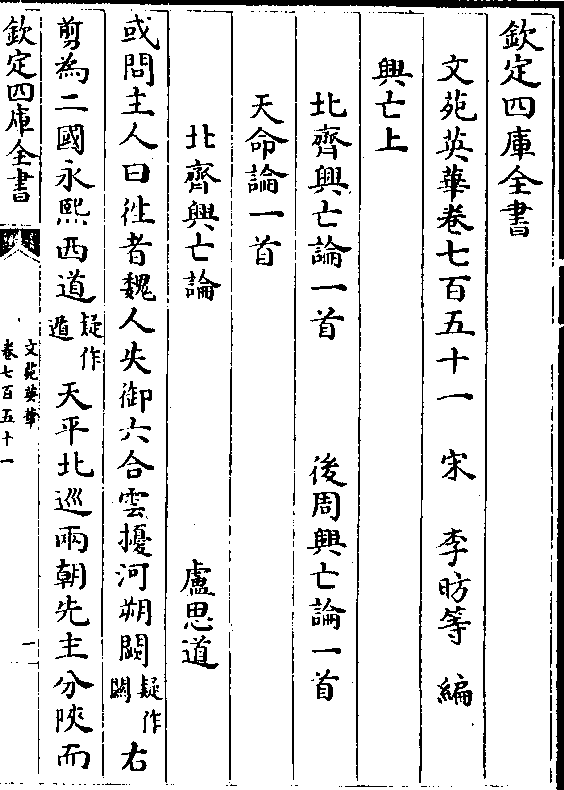 欽定四庫全書
文苑英華卷七百五十一　宋　李昉等　編
興亡上
北齊興亡論一首　後周興亡論一首
天命論一首
北齊興亡論　盧思道
或問主人曰徃者魏人失御六合雲擾河朔闕疑作關右
剪為二國永熙西道疑作遁天平北巡兩朝先主分陜而
欽定四庫全書
文苑英華
卷七百五十一
一